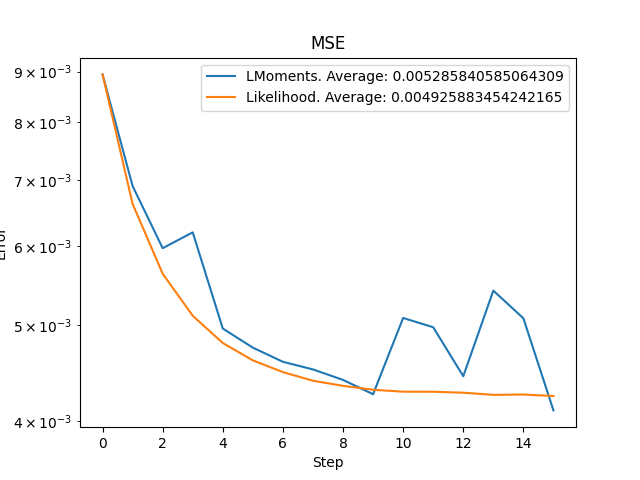 MSE
LMoments. Average: 0.005285840585064309
Likelihood. Average: 0.004925883454242165
9 × 10⁻³
8 × 10⁻³
7 × 10⁻³
6 × 10⁻³
5 × 10⁻³
4 × 10⁻³
Error
0 2 4 6 8 10 12 14
Step